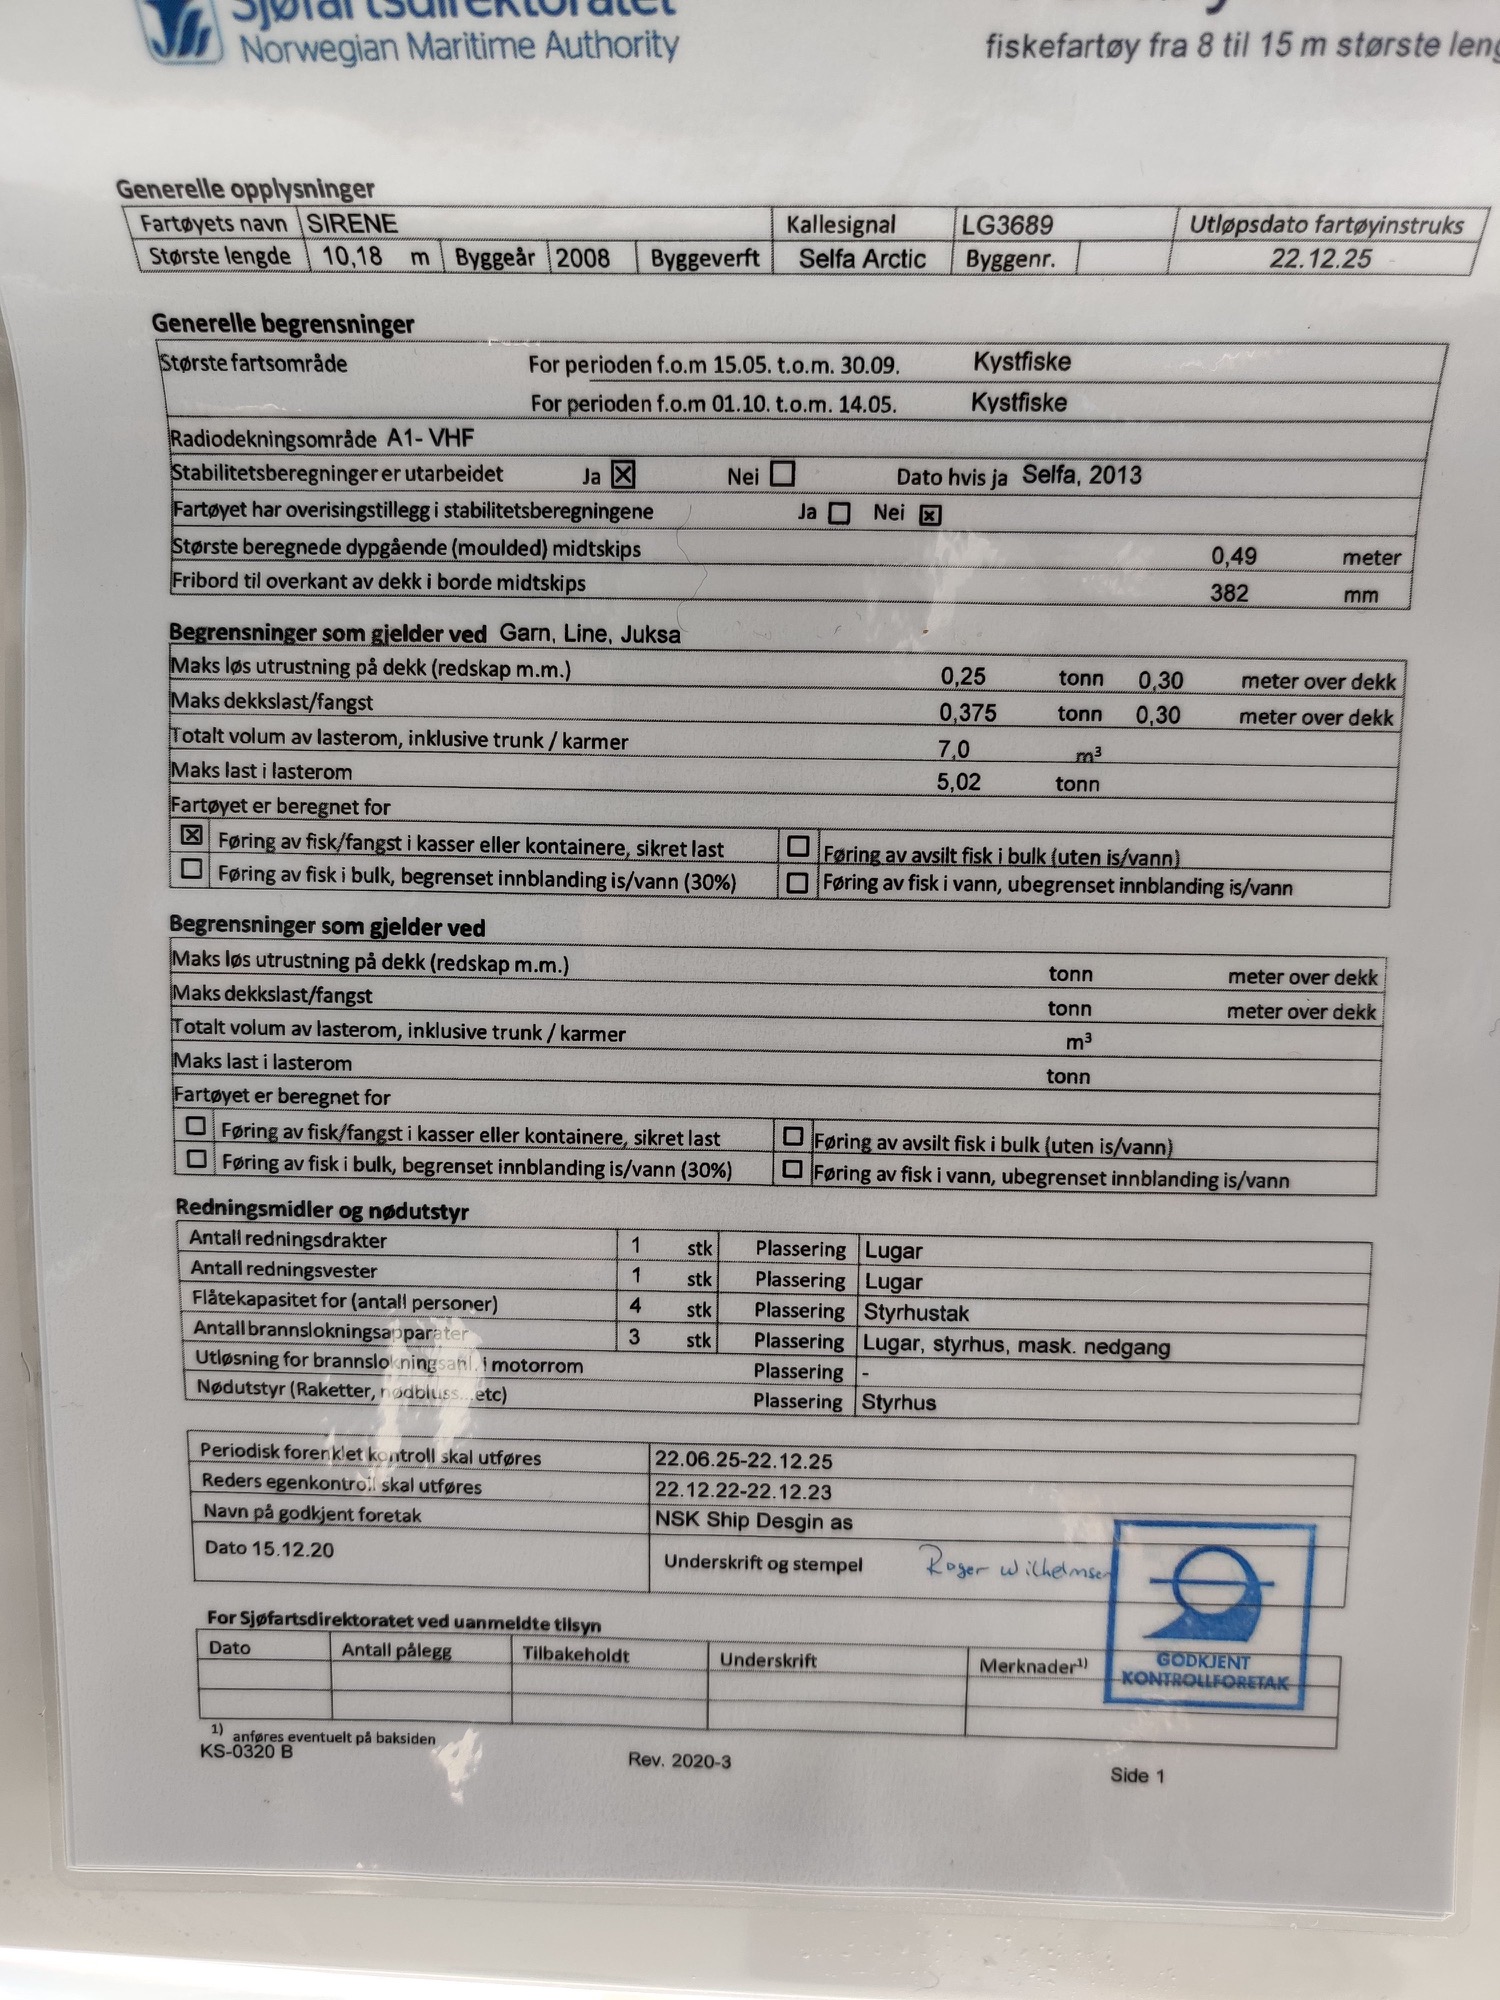 Sjøfartsdirektoratet
Norwegian Maritime Authority
fiskefartøy fra 8 til 15 m største leng
Generelle opplysninger
Fartøyets navn SIRENE Kallesignal LG3689 Utløpsdato fartøyinstruks
Største lengde 10,18 m Byggeår 2008 Byggeverft Selfa Arctic Byggenr. 22.12.25
Generelle begrensninger
Største fartsområde For perioden f.o.m 15.05. t.o.m. 30.09. Kystfiske
For perioden f.o.m 01.10. t.o.m. 14.05. Kystfiske
Radiodekningsområde A1- VHF
Stabilitetsberegninger er utarbeidet Ja ☒ Nei ☐ Dato hvis ja Selfa, 2013
Fartøyet har overisingstillegg i stabilitetsberegningene Ja ☐ Nei ☒
Største beregnede dypgående (moulded) midtskips 0,49 meter
Fribord til overkant av dekk i borde midtskips 382 mm
Begrensninger som gjelder ved Garn, Line, Juksa
Maks løs utrustning på dekk (redskap m.m.) 0,25 tonn 0,30 meter over dekk
Maks dekkslast/fangst 0,375 tonn 0,30 meter over dekk
Totalt volum av lasterom, inklusive trunk / karmer 7,0 m³
Maks last i lasterom 5,02 tonn
Fartøyet er beregnet for
☒ Føring av fisk/fangst i kasser eller kontainere, sikret last ☐ Føring av avsilt fisk i bulk (uten is/vann)
☐ Føring av fisk i bulk, begrenset innblanding is/vann (30%) ☐ Føring av fisk i vann, ubegrenset innblanding is/vann
Begrensninger som gjelder ved
Maks løs utrustning på dekk (redskap m.m.) tonn meter over dekk
Maks dekkslast/fangst tonn meter over dekk
Totalt volum av lasterom, inklusive trunk / karmer m³
Maks last i lasterom tonn
Fartøyet er beregnet for
☐ Føring av fisk/fangst i kasser eller kontainere, sikret last ☐ Føring av avsilt fisk i bulk (uten is/vann)
☐ Føring av fisk i bulk, begrenset innblanding is/vann (30%) ☐ Føring av fisk i vann, ubegrenset innblanding is/vann
Redningsmidler og nødutstyr
Antall redningsdrakter 1 stk Plassering Lugar
Antall redningsvester 1 stk Plassering Lugar
Flåtekapasitet for (antall personer) 4 stk Plassering Styrhustak
Antall brannslokningsapparater 3 stk Plassering Lugar, styrhus, mask. nedgang
Utløsning for brannslokningsanl. i motorrom Plassering -
Nødutstyr (Raketter, nødbluss...etc) Plassering Styrhus
Periodisk forenklet kontroll skal utføres 22.06.25-22.12.25
Reders egenkontroll skal utføres 22.12.22-22.12.23
Navn på godkjent foretak NSK Ship Desgin as
Dato 15.12.20 Underskrift og stempel Roger Wilhelmsen
GODKJENT
KONTROLLFORETAK
For Sjøfartsdirektoratet ved uanmeldte tilsyn
Dato Antall pålegg Tilbakeholdt Underskrift Merknader¹⁾
1) anføres eventuelt på baksiden
KS-0320 B Rev. 2020-3 Side 1